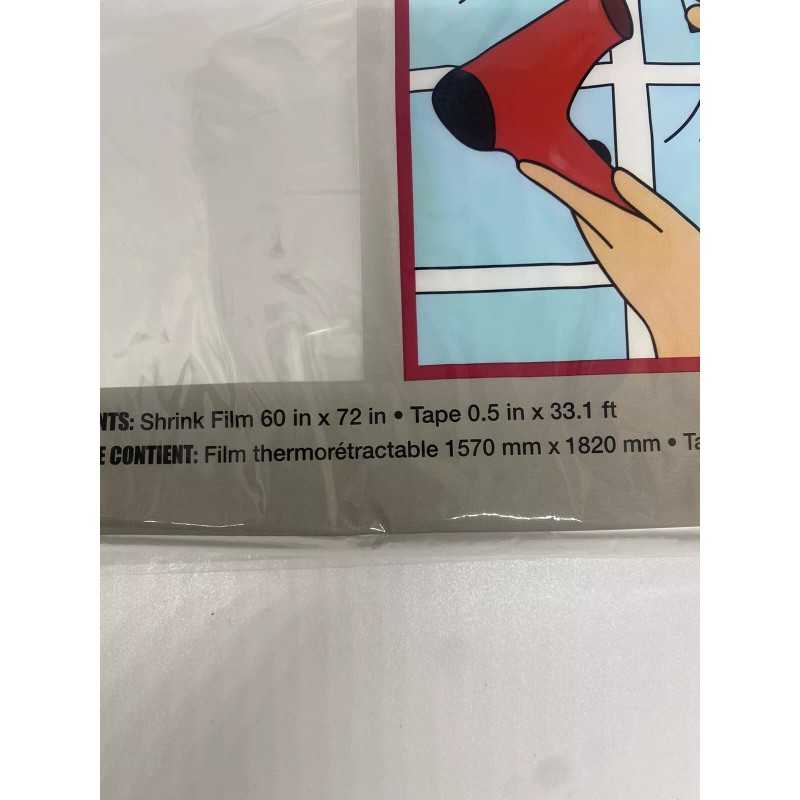 NTS: Shrink Film 60 in x 72 in • Tape 0.5 in x 33.1 ft
E CONTIENT: Film thermorétractable 1570 mm x 1820 mm • Ta